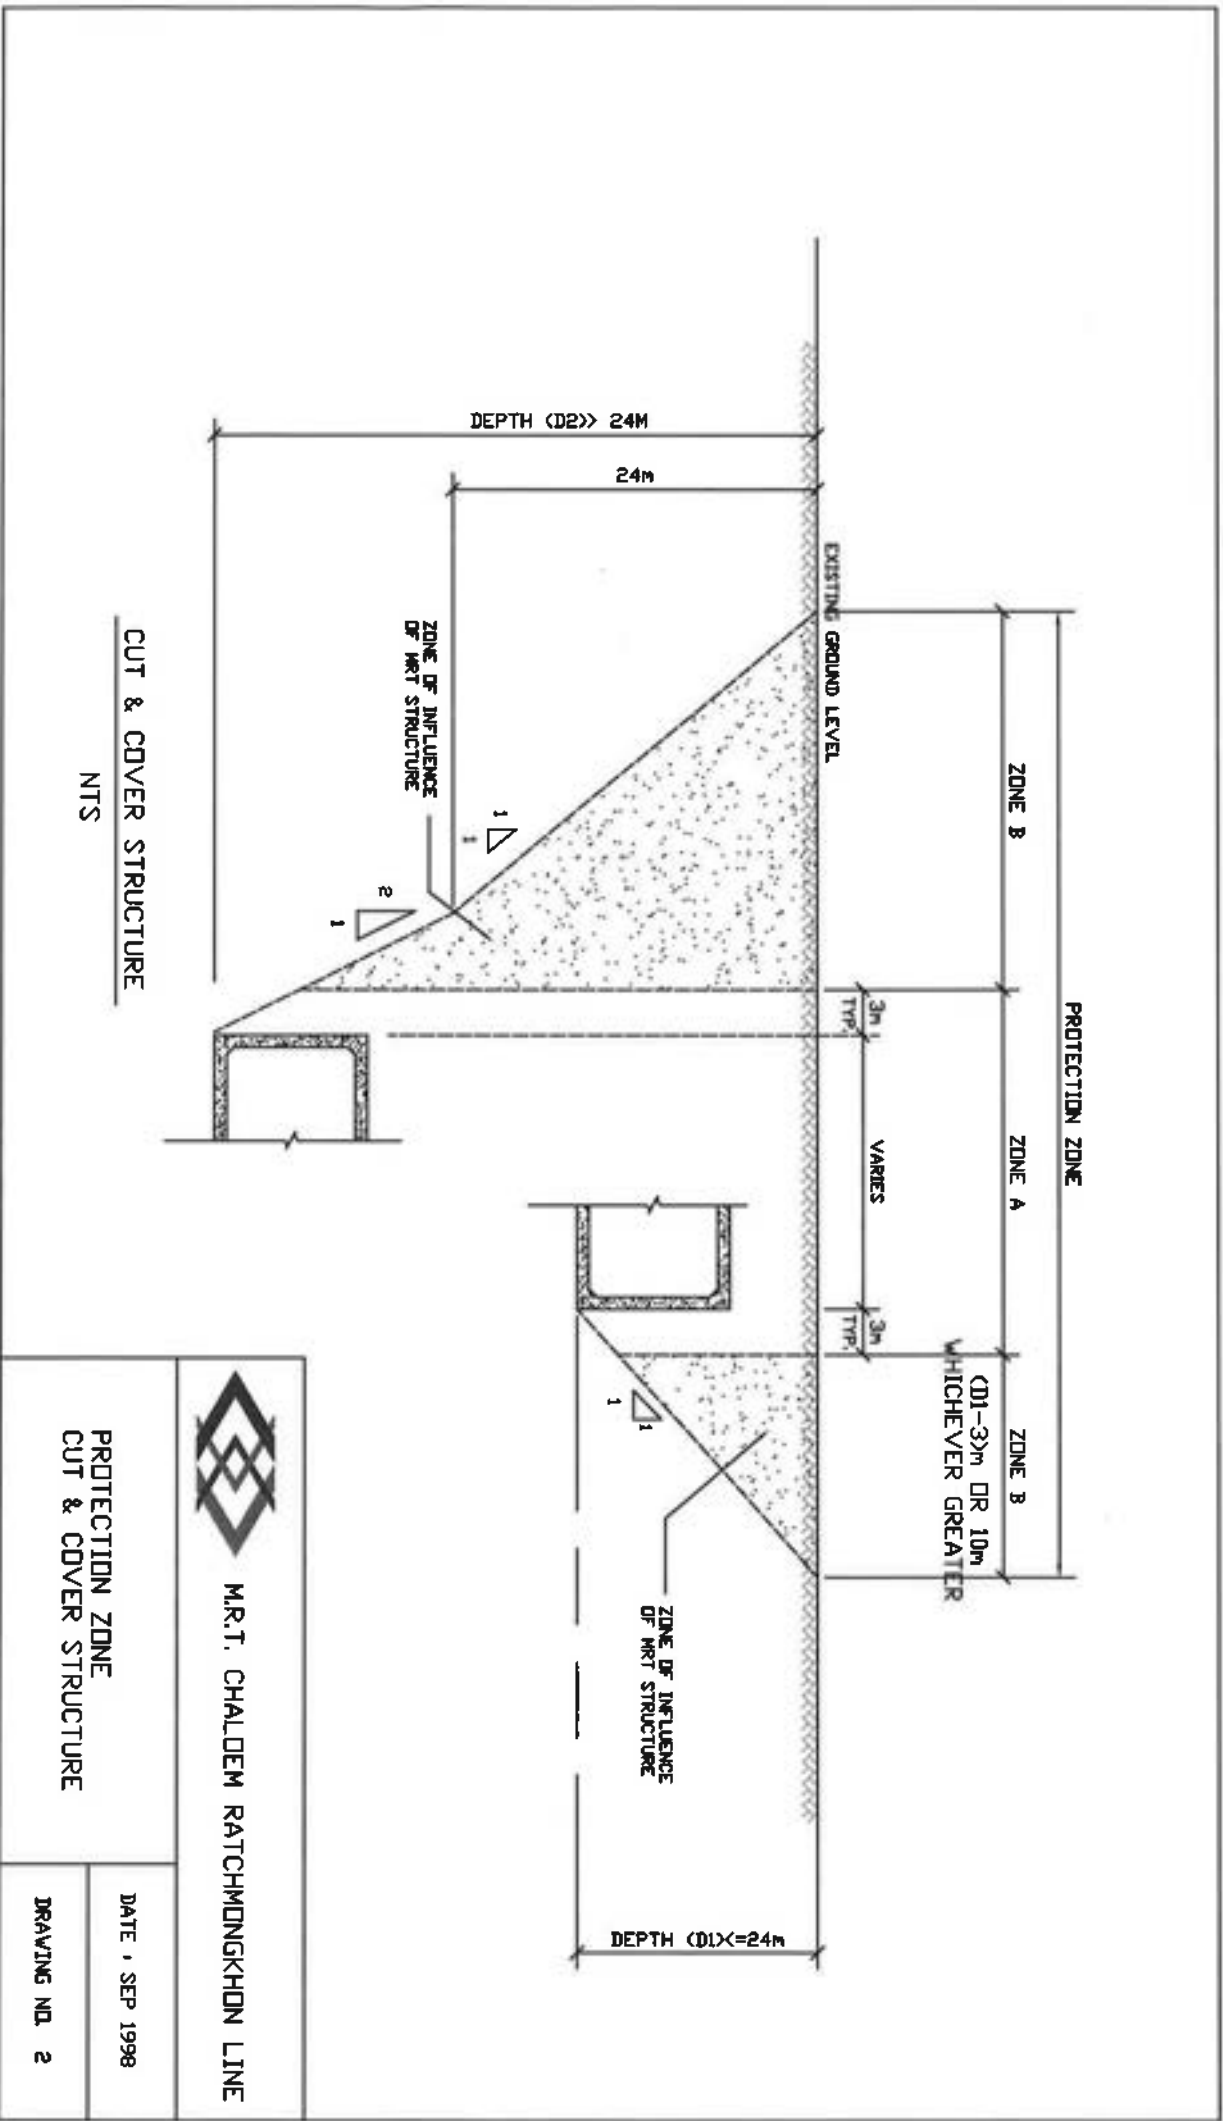 PROTECTION ZONE
ZONE B
ZONE A
ZONE B
(D1-3)m OR 10m
WHICHEVER GREATER
3m
TYP.
VARIES
3m
TYP.
EXISTING GROUND LEVEL
24m
DEPTH (D2)> 24M
ZONE OF INFLUENCE
OF MRT STRUCTURE
1
1
2
1
1
1
ZONE OF INFLUENCE
OF MRT STRUCTURE
DEPTH (D1)<=24m
CUT & COVER STRUCTURE
NTS
M.R.T. CHALOEM RATCHMONGKHON LINE
PROTECTION ZONE
CUT & COVER STRUCTURE
DATE : SEP 1998
DRAWING NO. 2